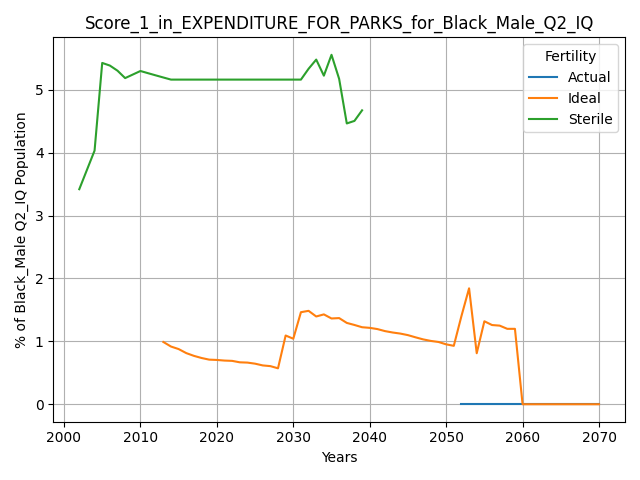 Score_1_in_EXPENDITURE_FOR_PARKS_for_Black_Male_Q2_IQ
Fertility
Actual
Ideal
Sterile
% of Black_Male Q2_IQ Population
5
4
3
2
1
0
2000 2010 2020 2030 2040 2050 2060 2070
Years